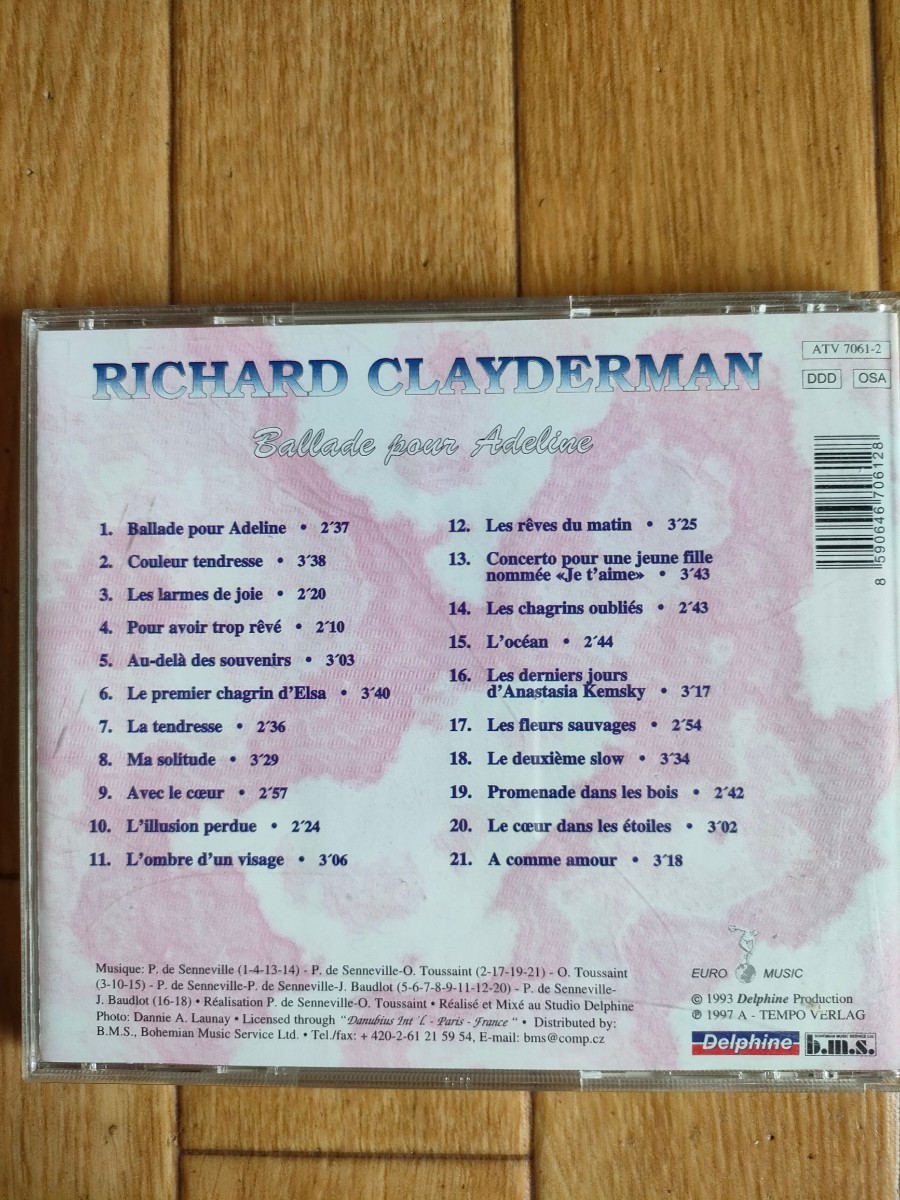 RICHARD CLAYDERMAN
Ballade pour Adeline
ATV 7061-2
DDD OSA
8 590646 706128
1. Ballade pour Adeline • 2´37
2. Couleur tendresse • 3´38
3. Les larmes de joie • 2´20
4. Pour avoir trop rêvé • 2´10
5. Au-delà des souvenirs • 3´03
6. Le premier chagrin d'Elsa • 3´40
7. La tendresse • 2´36
8. Ma solitude • 3´29
9. Avec le cœur • 2´57
10. L'illusion perdue • 2´24
11. L'ombre d'un visage • 3´06
12. Les rêves du matin • 3´25
13. Concerto pour une jeune fille
nommée «Je t'aime» • 3´43
14. Les chagrins oubliés • 2´43
15. L'océan • 2´44
16. Les derniers jours
d'Anastasia Kemsky • 3´17
17. Les fleurs sauvages • 2´54
18. Le deuxième slow • 3´34
19. Promenade dans les bois • 2´42
20. Le cœur dans les étoiles • 3´02
21. A comme amour • 3´18
Musique: P. de Senneville (1-4-13-14) - P. de Senneville-O. Toussaint (2-17-19-21) - O. Toussaint
(3-10-15) - P. de Senneville-P. de Senneville-J. Baudlot (5-6-7-8-9-11-12-20) - P. de Senneville-
J. Baudlot (16-18) • Réalisation P. de Senneville-O. Toussaint • Réalisé et Mixé au Studio Delphine
Photo: Dannie A. Launay • Licensed through "Danubius Int´L - Paris - France" • Distributed by:
B.M.S., Bohemian Music Service Ltd. • Tel./fax: + 420-2-61 21 59 54, E-mail: bms@comp.cz
EURO MUSIC
© 1993 Delphine Production
℗ 1997 A - TEMPO VERLAG
Delphine b.m.s.